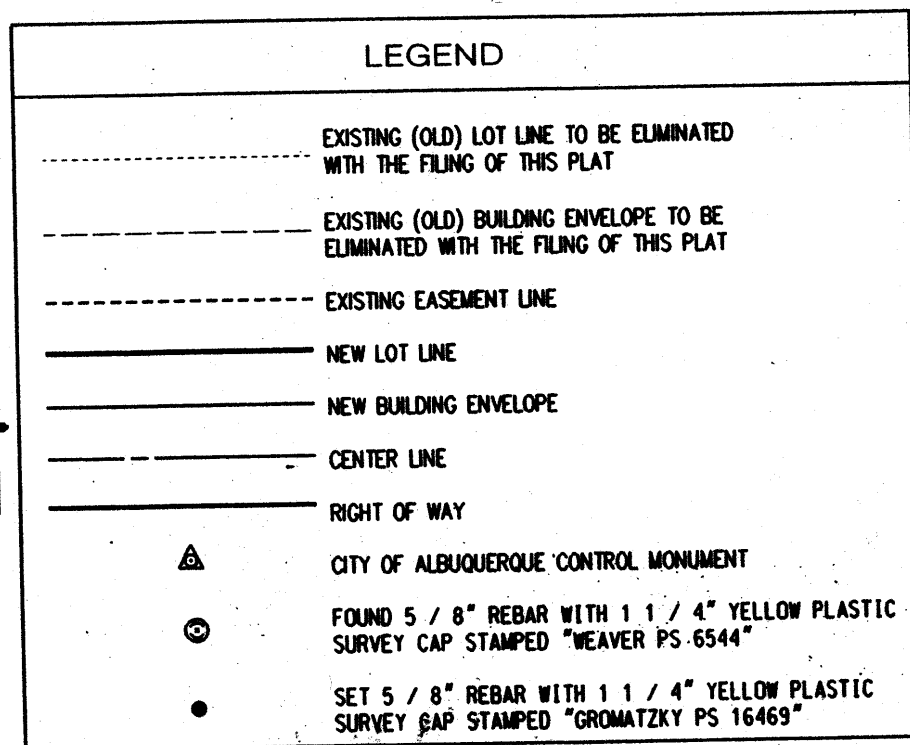 LEGEND
EXISTING (OLD) LOT LINE TO BE ELIMINATED
WITH THE FILING OF THIS PLAT
EXISTING (OLD) BUILDING ENVELOPE TO BE
ELIMINATED WITH THE FILING OF THIS PLAT
EXISTING EASEMENT LINE
NEW LOT LINE
NEW BUILDING ENVELOPE
CENTER LINE
RIGHT OF WAY
CITY OF ALBUQUERQUE CONTROL MONUMENT
FOUND 5 / 8" REBAR WITH 1 1 / 4" YELLOW PLASTIC
SURVEY CAP STAMPED "WEAVER PS 6544"
SET 5 / 8" REBAR WITH 1 1 / 4" YELLOW PLASTIC
SURVEY CAP STAMPED "GROMATZKY PS 16469"